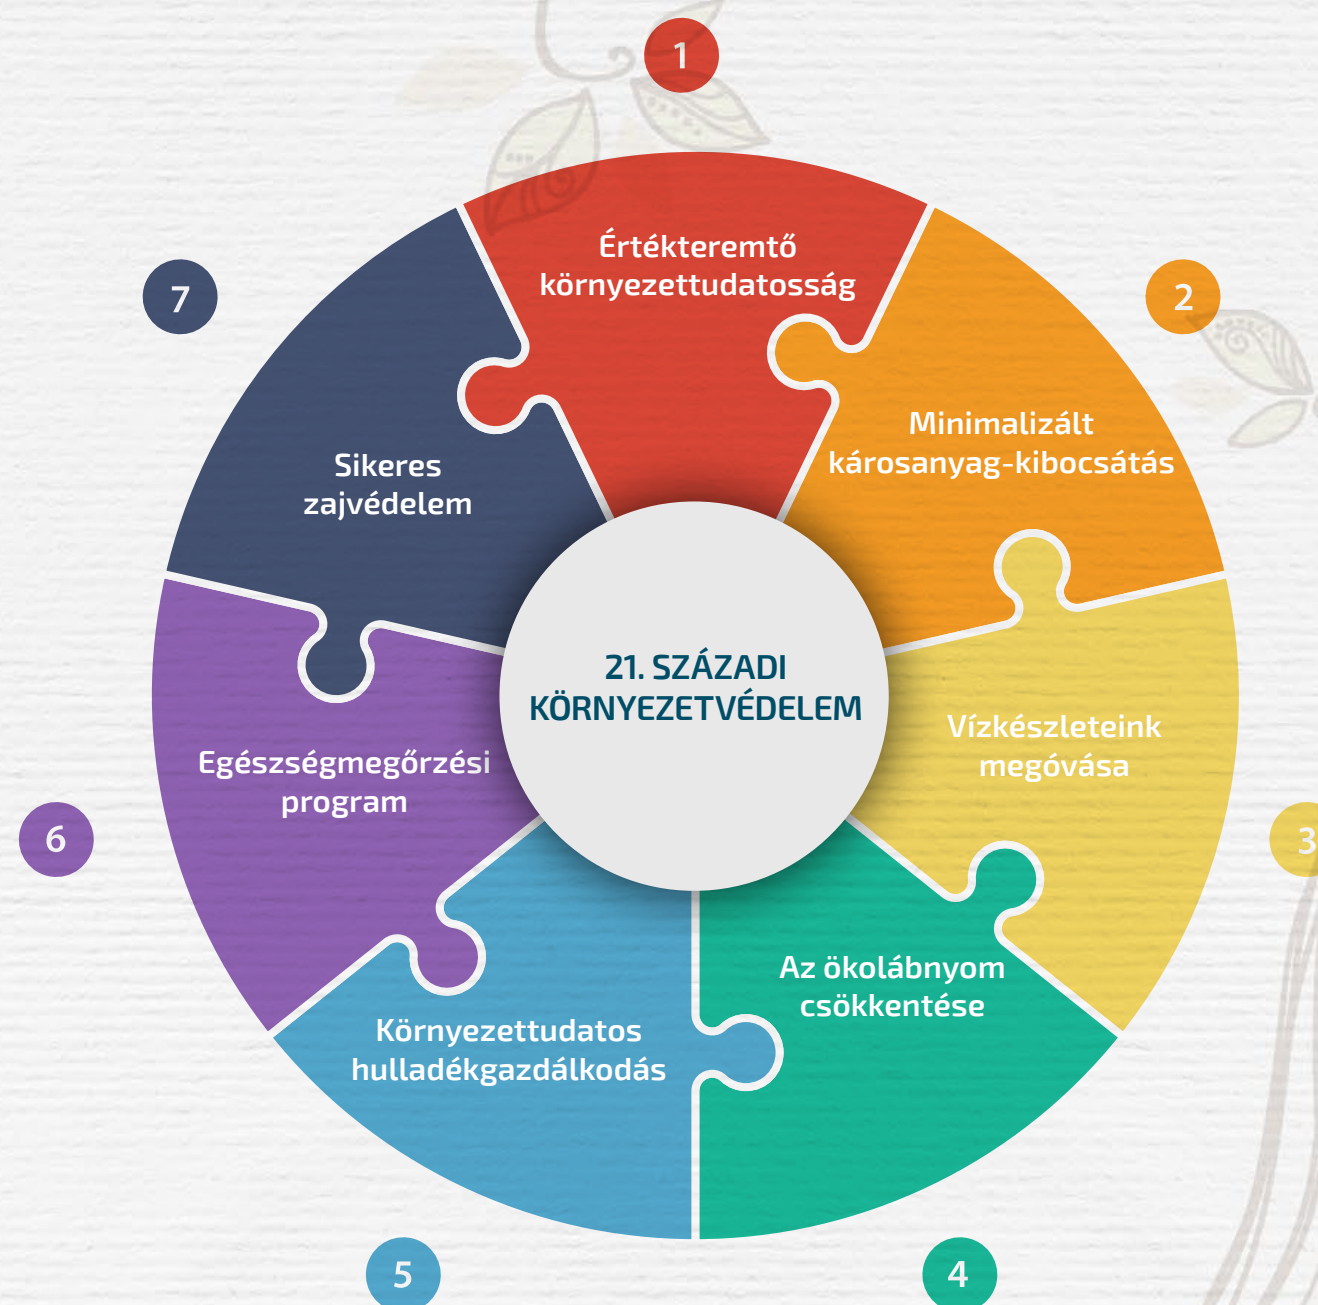 1
Értékteremtő
környezettudatosság
2
Minimalizált
károsanyag-kibocsátás
3
Vízkészleteink
megóvása
4
Az ökolábnyom
csökkentése
5
Környezettudatos
hulladékgazdálkodás
6
Egészségmegőrzési
program
7
Sikeres
zajvédelem
21. SZÁZADI
KÖRNYEZETVÉDELEM